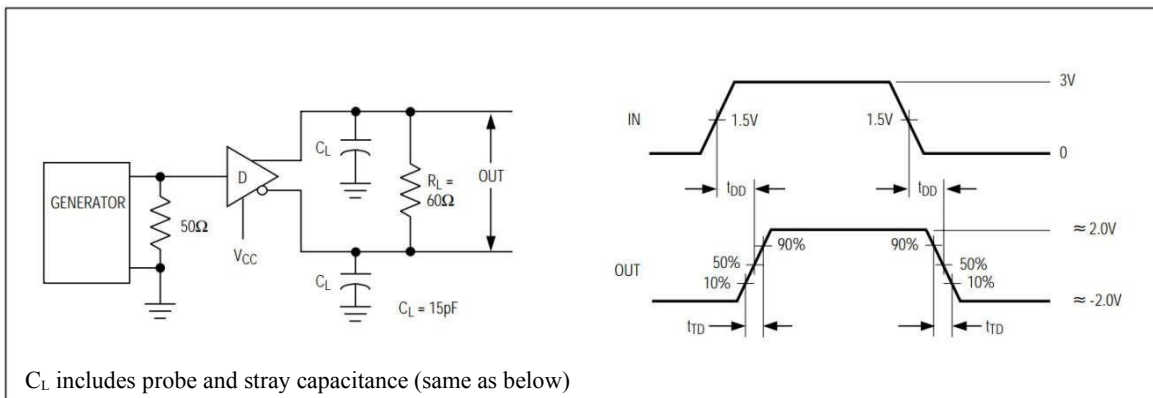 GENERATOR
50Ω
D
VCC
CL
CL
RL =
60Ω
OUT
CL = 15pF
IN
1.5V
1.5V
3V
0
tDD
tDD
OUT
90%
50%
10%
90%
50%
10%
≈ 2.0V
≈ -2.0V
tTD
tTD
CL includes probe and stray capacitance (same as below)